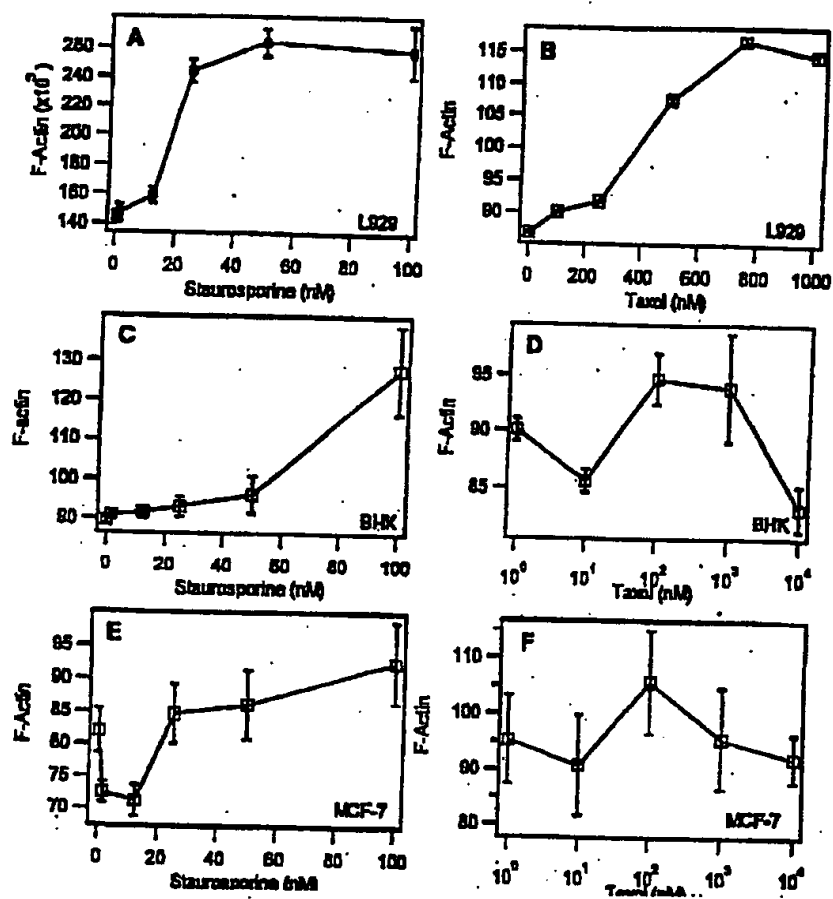 A
F-Actin (x10³)
260
240
220
200
180
160
140
L929
0 20 40 60 80 100
Staurosporine (nM)
B
F-Actin
115
110
105
100
95
90
L929
0 200 400 600 800 1000
Taxol (nM)
C
F-actin
130
120
110
100
90
BHK
0 20 40 60 80 100
Staurosporine (nM)
D
F-Actin
95
90
85
BHK
10⁰ 10¹ 10² 10³ 10⁴
Taxol (nM)
E
F-Actin
95
90
85
80
75
70
MCF-7
0 20 40 60 80 100
Staurosporine (nM)
F
F-Actin
110
100
90
80
MCF-7
10⁰ 10¹ 10² 10³ 10⁴
Taxol (nM)